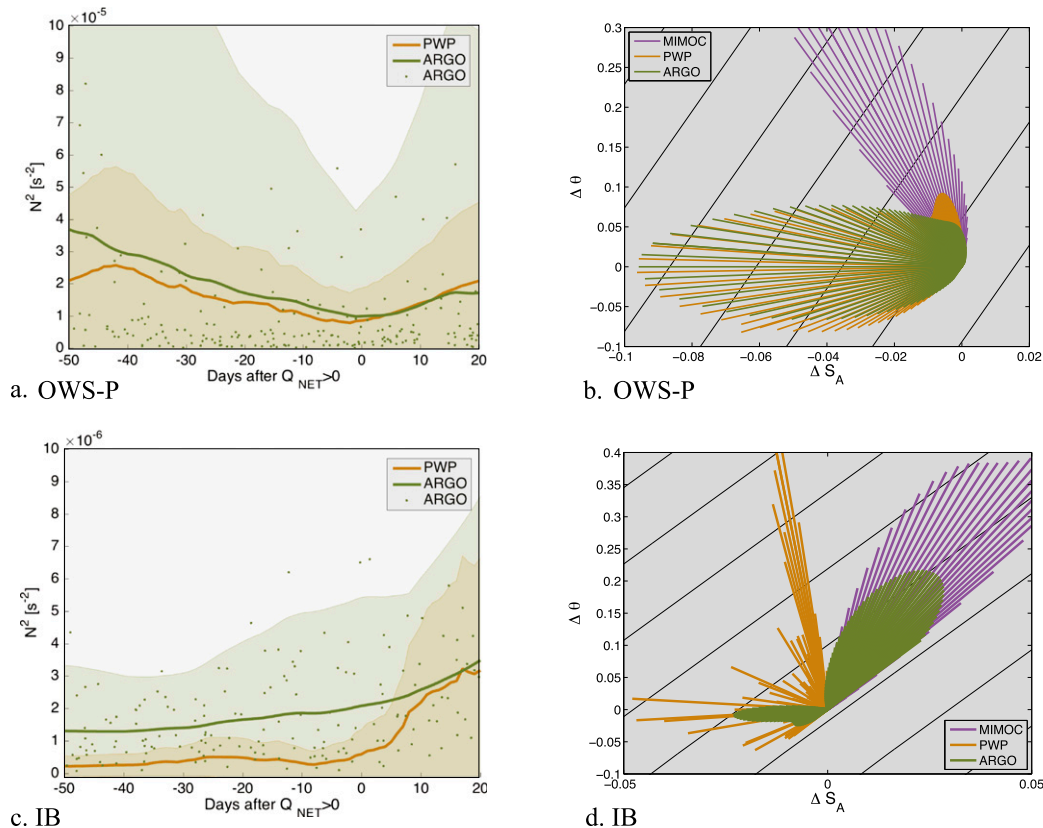 ×10⁻⁵
10
9
8
7
6
5
4
3
2
1
0
N² [s⁻²]
PWP
ARGO
ARGO
-50 -40 -30 -20 -10 0 10 20
Days after Q NET>0
a. OWS-P
0.3
0.25
0.2
0.15
0.1
0.05
0
-0.05
-0.1
Δ θ
MIMOC
PWP
ARGO
-0.1 -0.08 -0.06 -0.04 -0.02 0 0.02
Δ S_A
b. OWS-P
×10⁻⁶
10
9
8
7
6
5
4
3
2
1
0
N² [s⁻²]
PWP
ARGO
ARGO
-50 -40 -30 -20 -10 0 10 20
Days after Q NET>0
c. IB
0.4
0.35
0.3
0.25
0.2
0.15
0.1
0.05
0
-0.05
-0.1
Δ θ
MIMOC
PWP
ARGO
-0.05 0 0.05
Δ S_A
d. IB